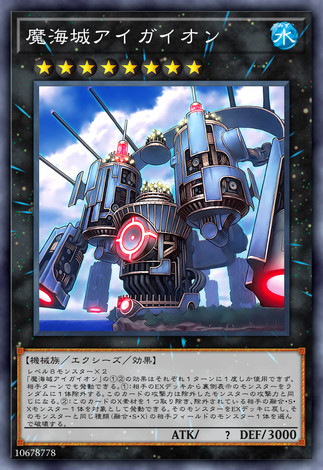 魔海城アイガイオン
水
【機械族／エクシーズ／効果】
レベル８モンスター×２
「魔海城アイガイオン」の①②の効果はそれぞれ１ターンに１度しか使用できず、
相手ターンでも発動できる。①:相手のEXデッキから裏側表示のモンスターをラ
ンダムに１体除外する。このカードの攻撃力は除外したモンスターの攻撃力と同じ
になる。②:このカードのX素材を１つ取り除き、除外されている相手の融合・S・
Xモンスター１体を対象として発動できる。そのモンスターをEXデッキに戻し、そ
のモンスターと同じ種類(融合・S・X)の相手フィールドのモンスター１体を選ん
で破壊する。
ATK/ ? DEF/3000
10678778